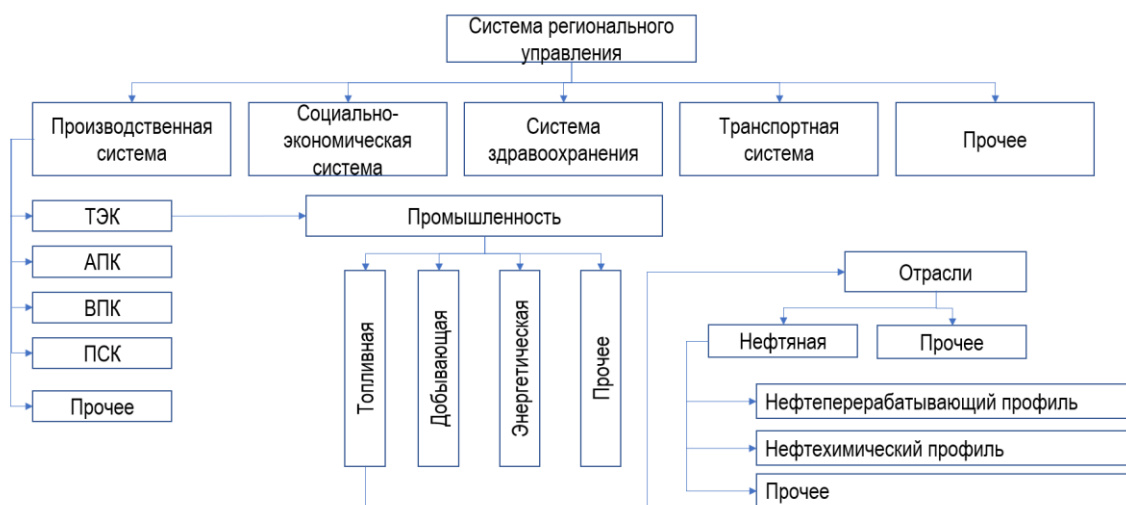 Система регионального
управления
Производственная
система
Социально-
экономическая
система
Система
здравоохранения
Транспортная
система
Прочее
ТЭК
АПК
ВПК
ПСК
Прочее
Промышленность
Топливная
Добывающая
Энергетическая
Прочее
Отрасли
Нефтяная
Прочее
Нефтеперерабатывающий профиль
Нефтехимический профиль
Прочее